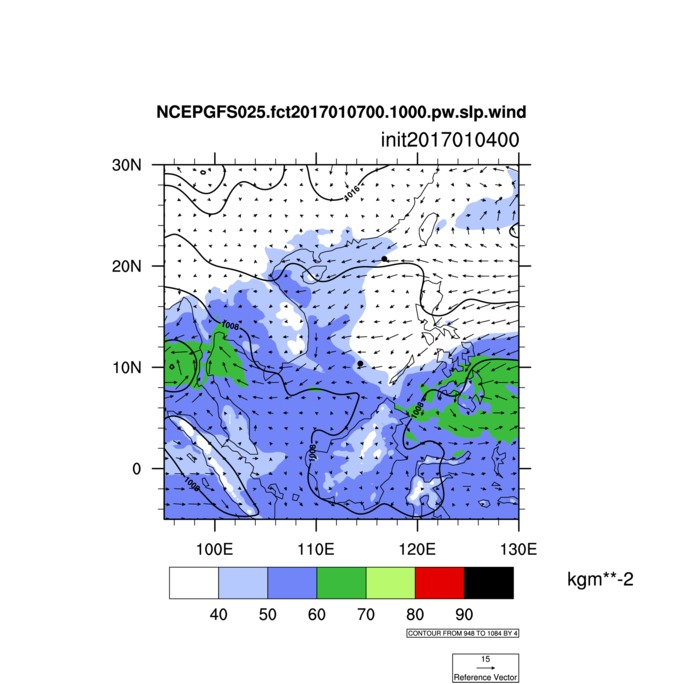 NCEPGFS025.fct2017010700.1000.pw.slp.wind
init2017010400
30N
20N
10N
0
100E 110E 120E 130E
0
1016
1008
1008
1008
1008
40 50 60 70 80 90
kgm**-2
CONTOUR FROM 948 TO 1084 BY 4
15
Reference Vector